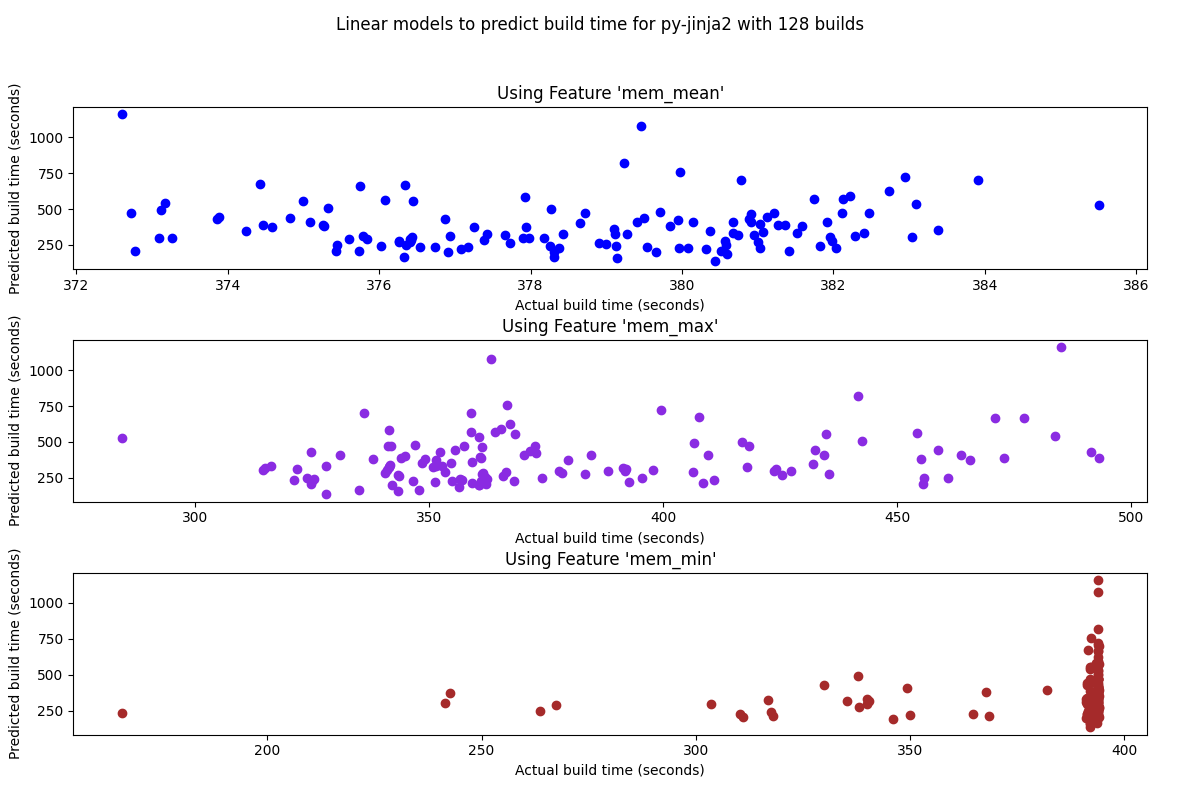 Linear models to predict build time for py-jinja2 with 128 builds
Using Feature 'mem_mean'
Predicted build time (seconds)
1000
750
500
250
372 374 376 378 380 382 384 386
Actual build time (seconds)
Using Feature 'mem_max'
Predicted build time (seconds)
1000
750
500
250
300 350 400 450 500
Actual build time (seconds)
Using Feature 'mem_min'
Predicted build time (seconds)
1000
750
500
250
200 250 300 350 400
Actual build time (seconds)